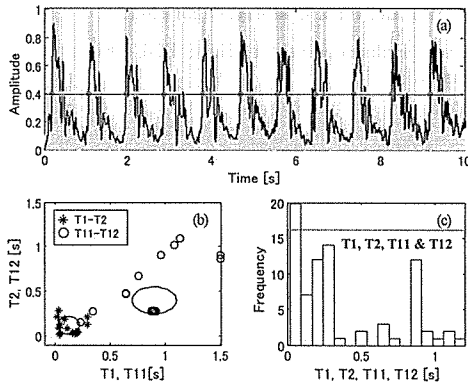 (a)
1
0.8
0.6
0.4
0.2
0
Amplitude
0 2 4 6 8 10
Time [s]
(b)
* T1-T2
o T11-T12
1.5
1
0.5
0
T2, T12 [s]
0 0.5 1 1.5
T1, T11[s]
(c)
20
15
10
5
0
Frequency
T1, T2, T11 & T12
0 0.5 1
T1, T2, T11, T12 [s]